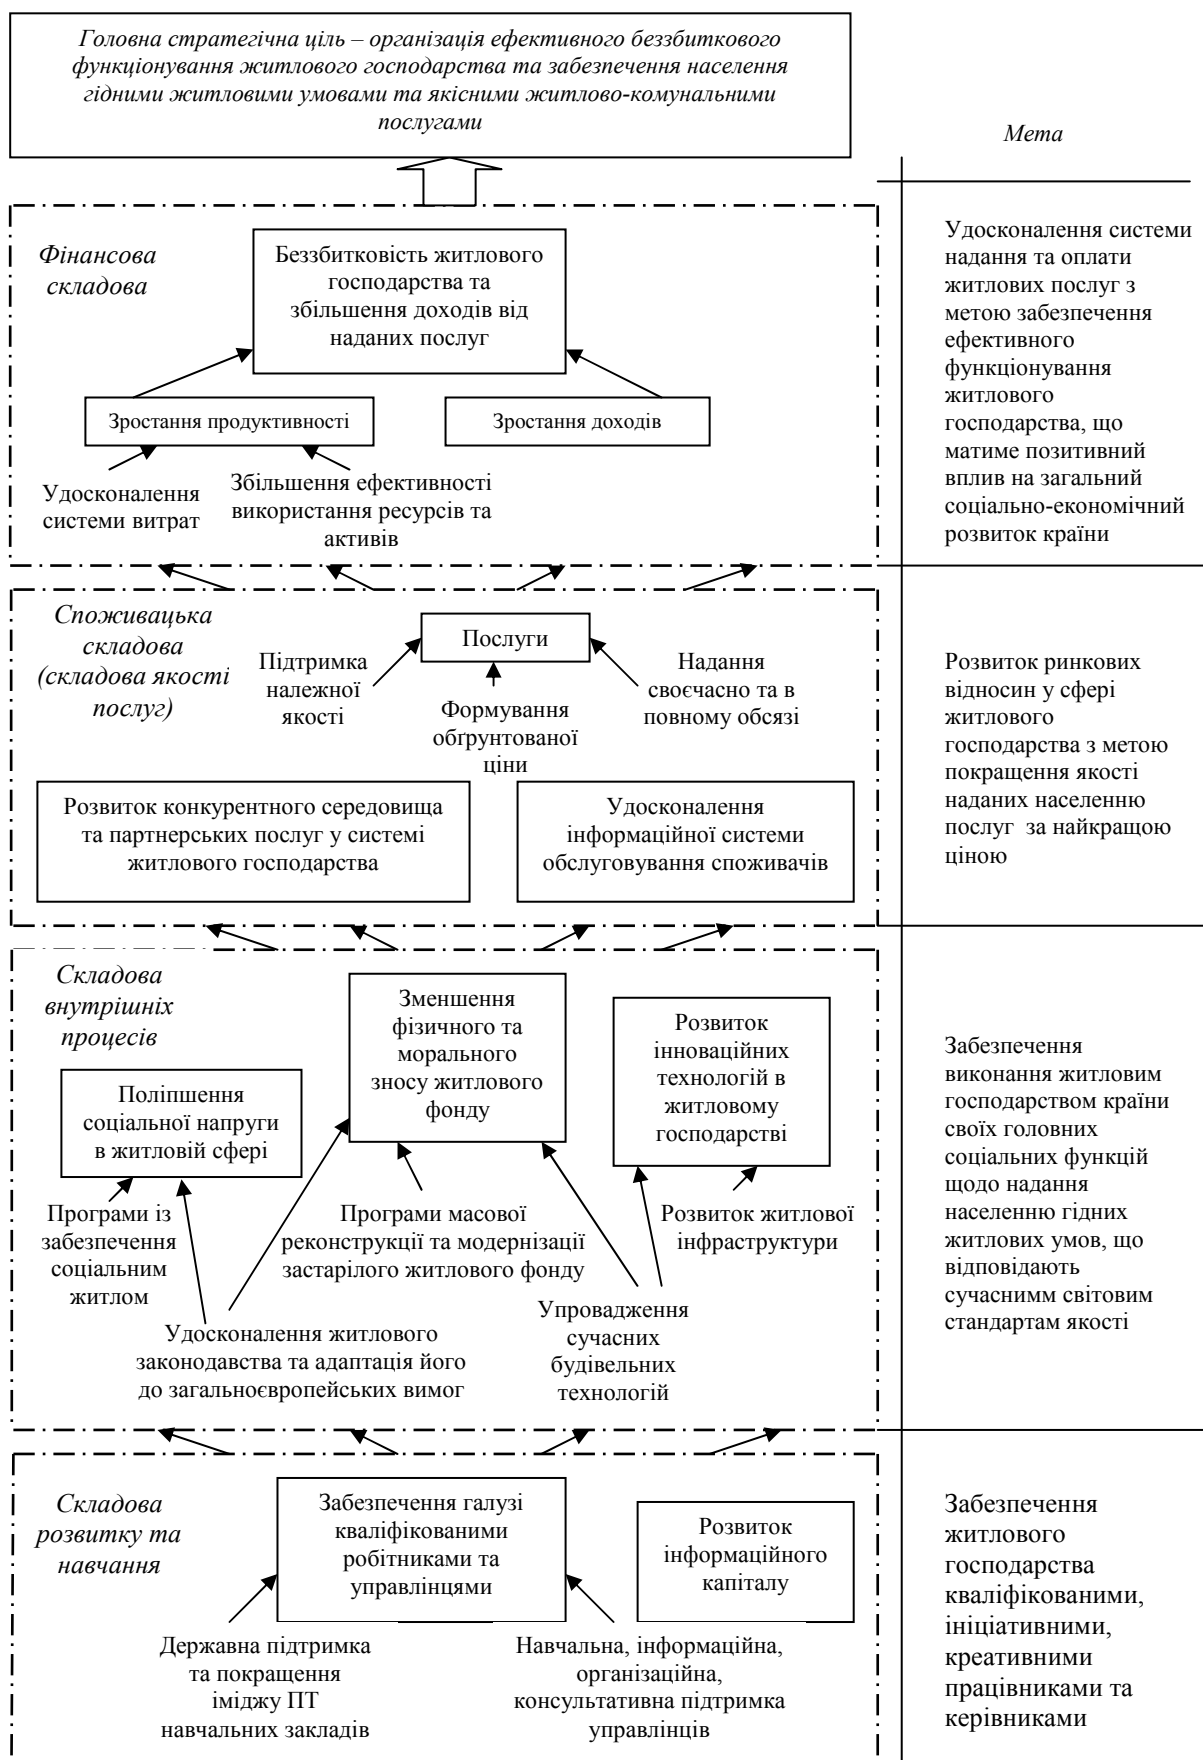 Головна стратегічна ціль – організація ефективного беззбиткового
функціонування житлового господарства та забезпечення населення
гідними житловими умовами та якісними житлово-комунальними
послугами
Мета
Фінансова
складова
Беззбитковість житлового
господарства та
збільшення доходів від
наданих послуг
Зростання продуктивності
Зростання доходів
Удосконалення
системи витрат
Збільшення ефективності
використання ресурсів та
активів
Удосконалення системи
надання та оплати
житлових послуг з
метою забезпечення
ефективного
функціонування
житлового
господарства, що
матиме позитивний
вплив на загальний
соціально-економічний
розвиток країни
Споживацька
складова
(складова якості
послуг)
Послуги
Підтримка
належної
якості
Формування
обґрунтованої
ціни
Надання
своєчасно та в
повному обсязі
Розвиток конкурентного середовища
та партнерських послуг у системі
житлового господарства
Удосконалення
інформаційної системи
обслуговування споживачів
Розвиток ринкових
відносин у сфері
житлового
господарства з метою
покращення якості
наданих населенню
послуг за найкращою
ціною
Складова
внутрішніх
процесів
Поліпшення
соціальної напруги
в житловій сфері
Зменшення
фізичного та
морального
зносу житлового
фонду
Розвиток
інноваційних
технологій в
житловому
господарстві
Програми із
забезпечення
соціальним
житлом
Програми масової
реконструкції та модернізації
застарілого житлового фонду
Розвиток житлової
інфраструктури
Удосконалення житлового
законодавства та адаптація його
до загальноєвропейських вимог
Упровадження
сучасних
будівельних
технологій
Забезпечення
виконання житловим
господарством країни
своїх головних
соціальних функцій
щодо надання
населенню гідних
житлових умов, що
відповідають
сучаснимм світовим
стандартам якості
Складова
розвитку та
навчання
Забезпечення галузі
кваліфікованими
робітниками та
управлінцями
Розвиток
інформаційного
капіталу
Державна підтримка
та покращення
іміджу ПТ
навчальних закладів
Навчальна, інформаційна,
організаційна,
консультативна підтримка
управлінців
Забезпечення
житлового
господарства
кваліфікованими,
ініціативними,
креативними
працівниками та
керівниками